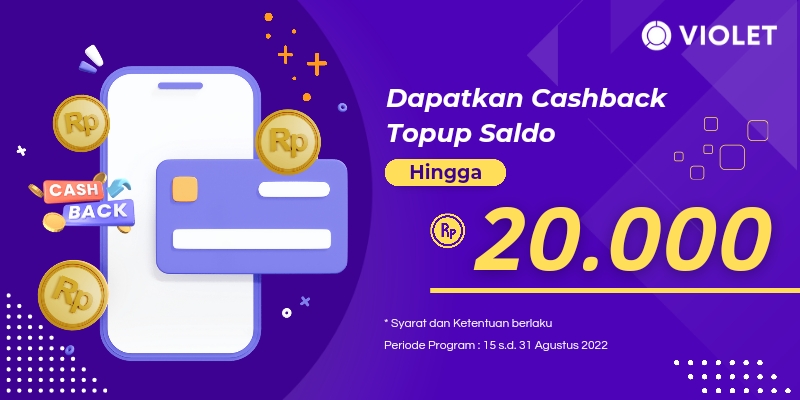 VIOLET
Dapatkan Cashback
Topup Saldo
Hingga
Rp 20.000
* Syarat dan Ketentuan berlaku
Periode Program : 15 s.d. 31 Agustus 2022
Rp
Rp
CASH
BACK
Rp